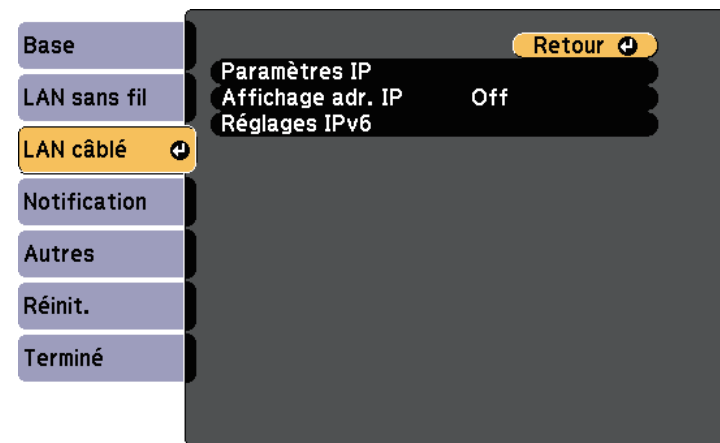 Base
LAN sans fil
LAN câblé
Notification
Autres
Réinit.
Terminé
Retour
Paramètres IP
Affichage adr. IP Off
Réglages IPv6